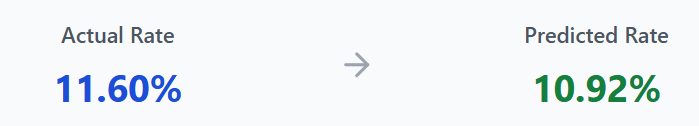 Actual Rate
11.60%
Predicted Rate
10.92%